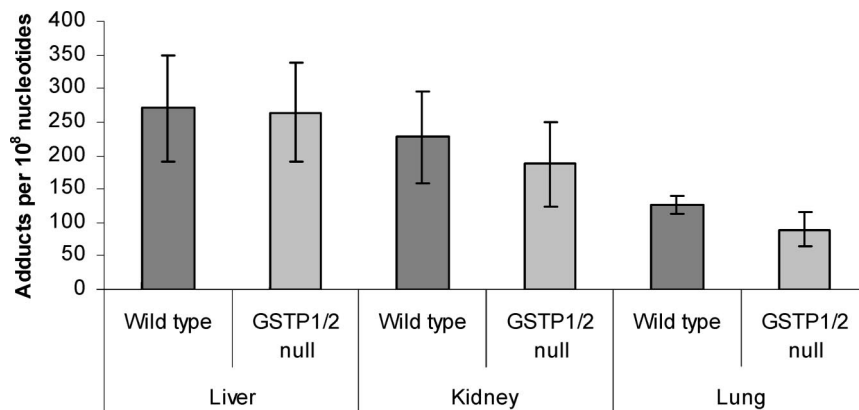 Adducts per 10⁸ nucleotides
400
350
300
250
200
150
100
50
0
Wild type
GSTP1/2
null
Wild type
GSTP1/2
null
Wild type
GSTP1/2
null
Liver
Kidney
Lung